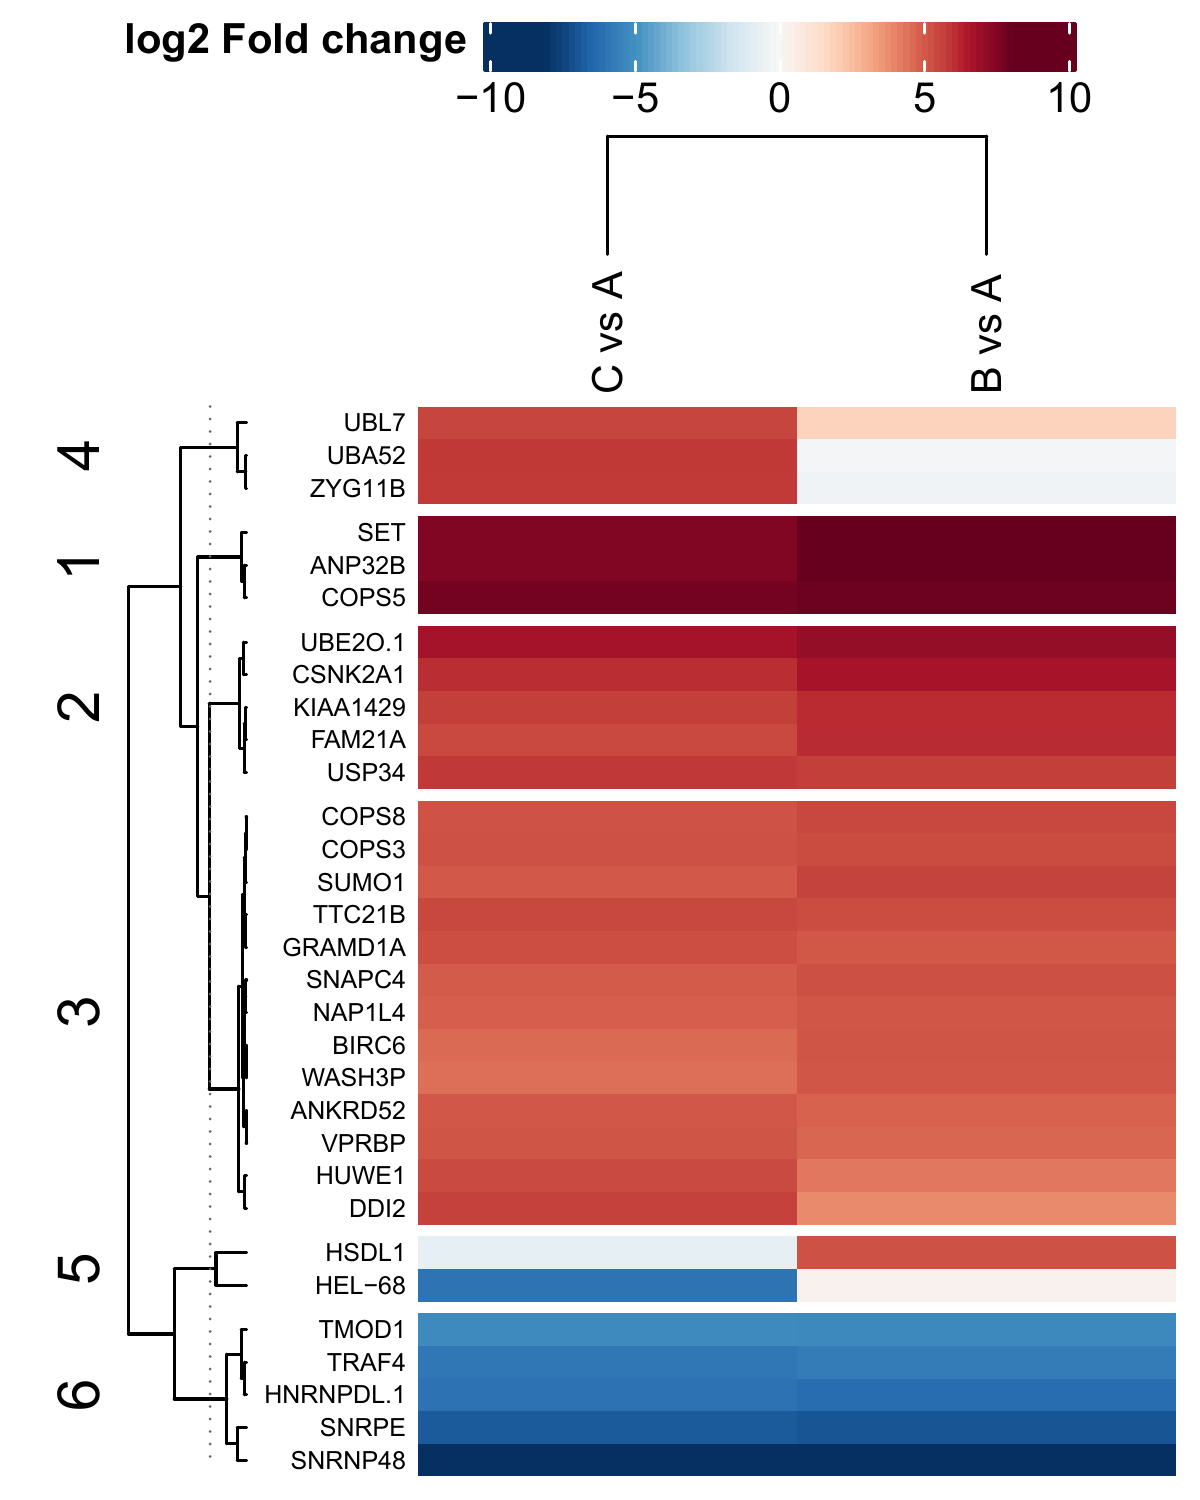 log2 Fold change
−10 −5 0 5 10
C vs A
B vs A
4
UBL7
UBA52
ZYG11B
1
SET
ANP32B
COPS5
2
UBE2O.1
CSNK2A1
KIAA1429
FAM21A
USP34
3
COPS8
COPS3
SUMO1
TTC21B
GRAMD1A
SNAPC4
NAP1L4
BIRC6
WASH3P
ANKRD52
VPRBP
HUWE1
DDI2
5
HSDL1
HEL−68
6
TMOD1
TRAF4
HNRNPDL.1
SNRPE
SNRNP48